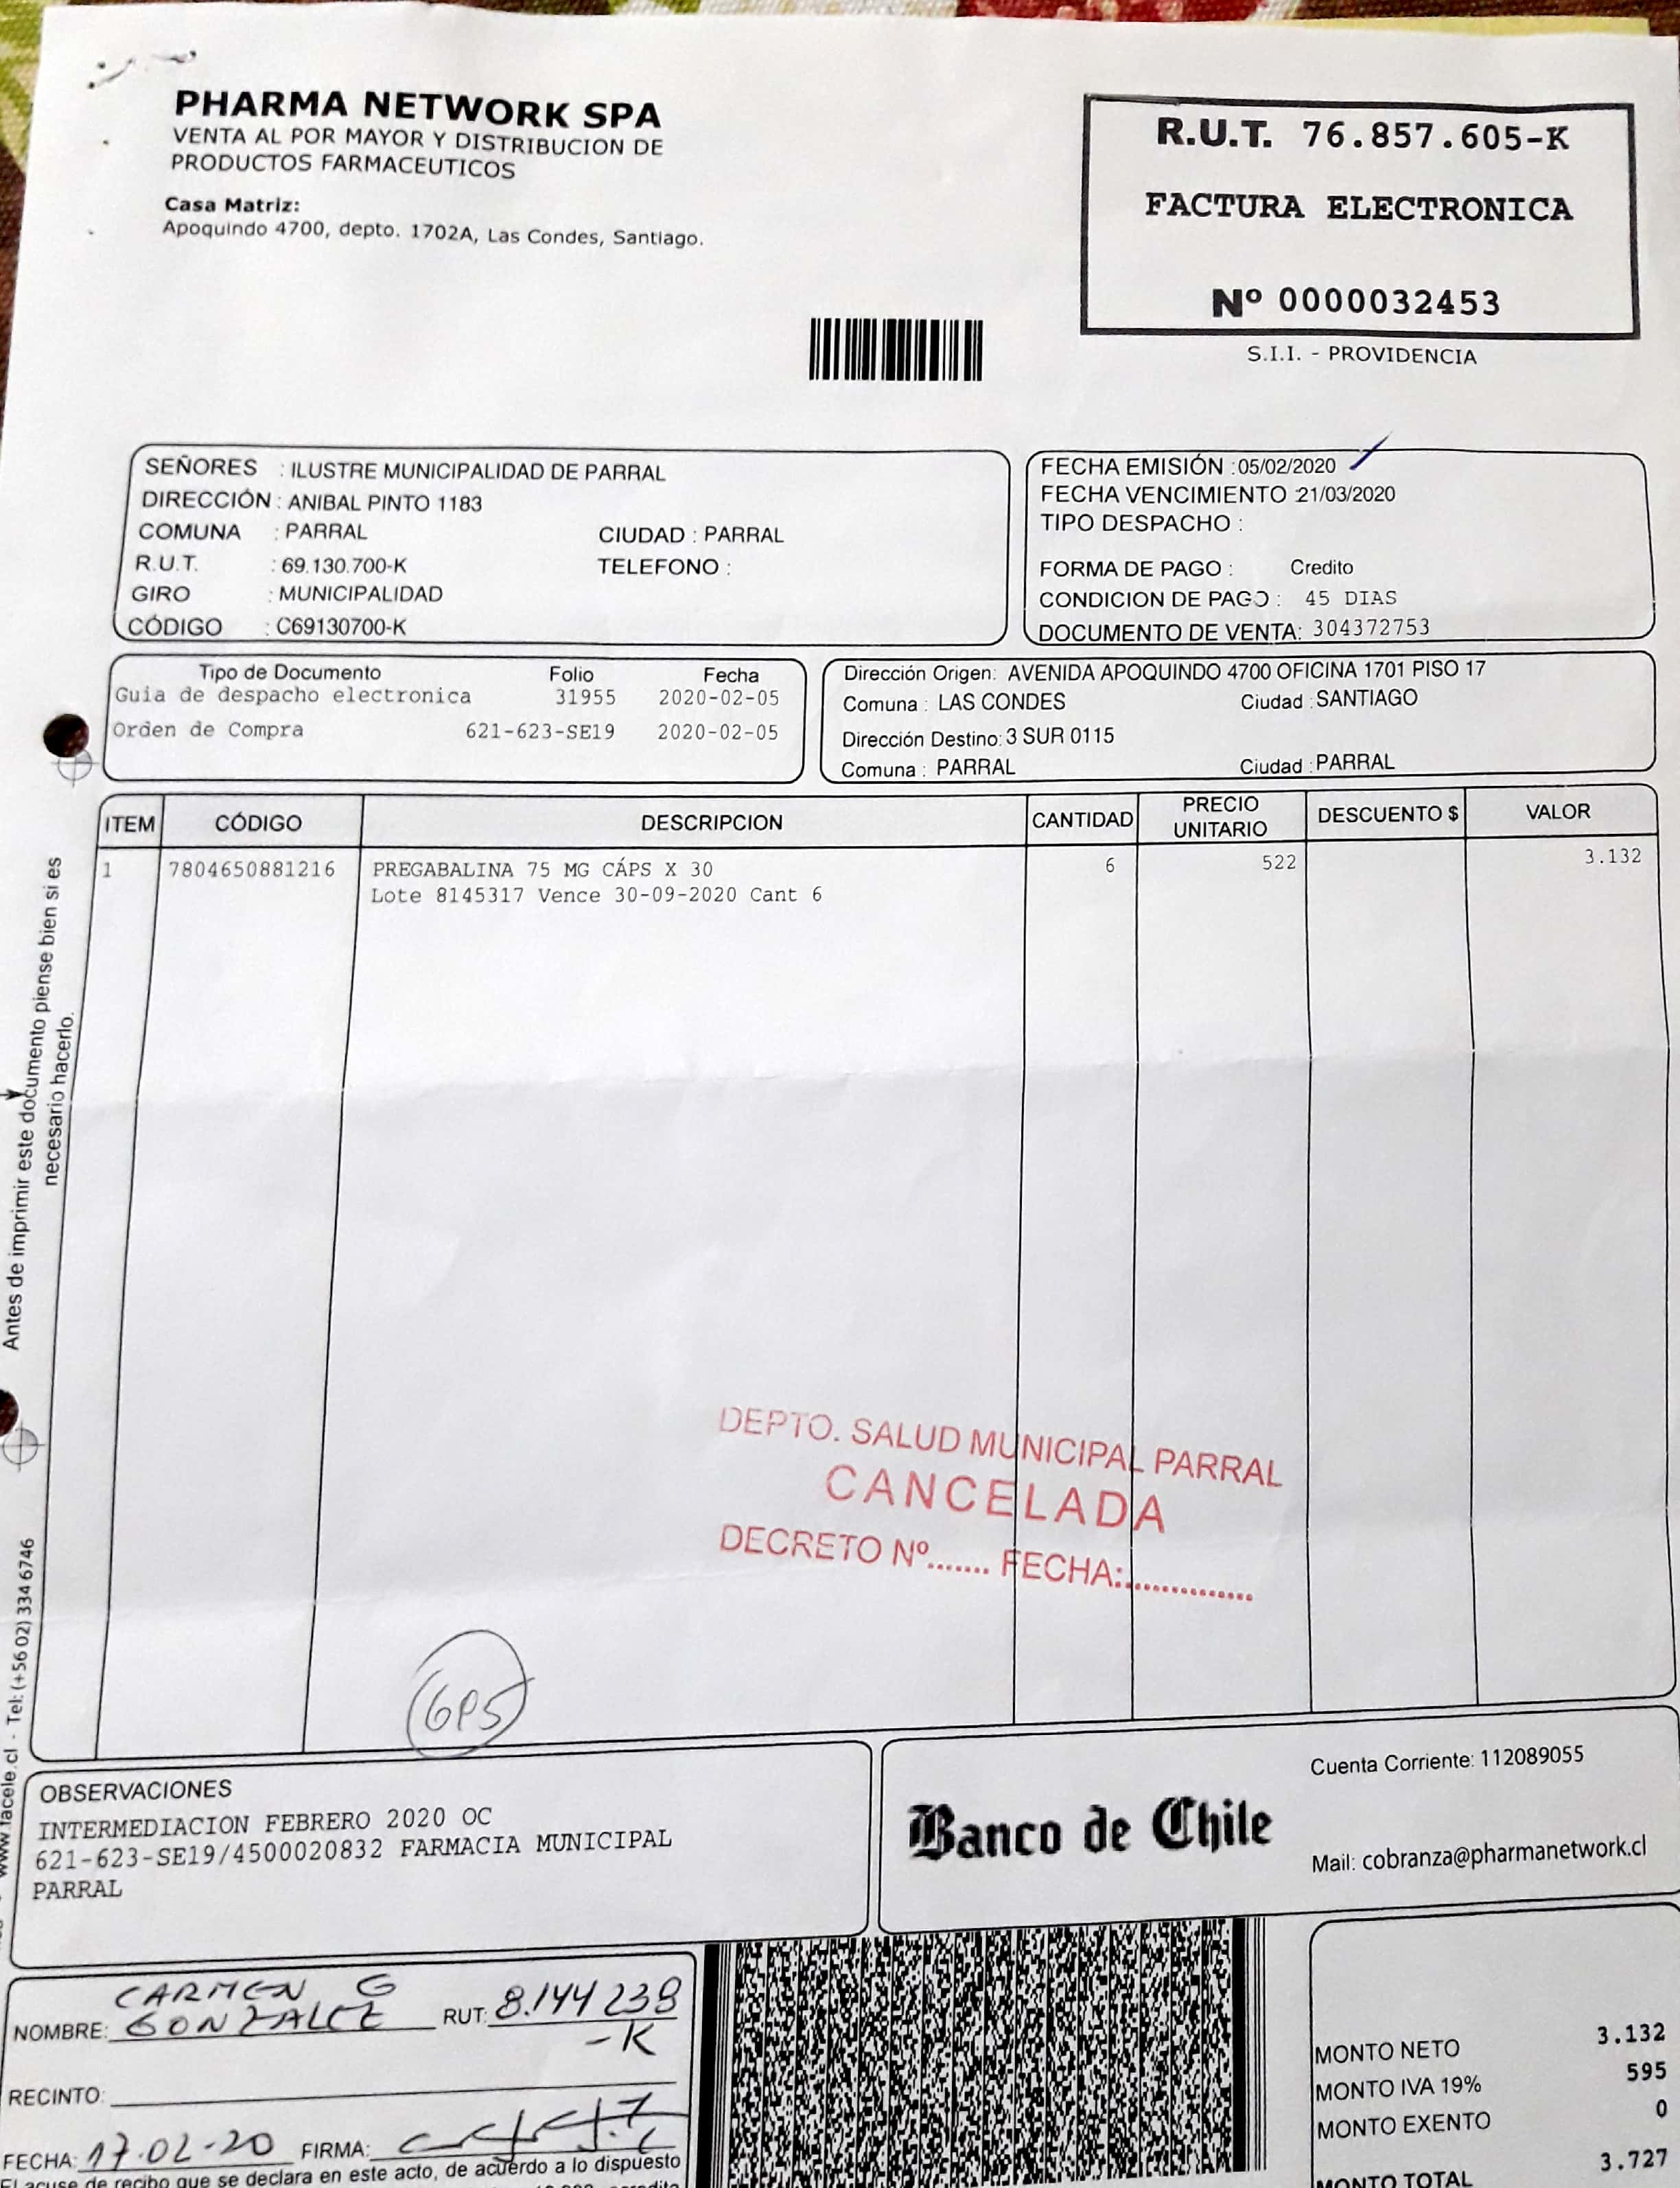 PHARMA NETWORK SPA
VENTA AL POR MAYOR Y DISTRIBUCION DE
PRODUCTOS FARMACEUTICOS
Casa Matriz:
Apoquindo 4700, depto. 1702A, Las Condes, Santiago.
R.U.T. 76.857.605-K
FACTURA ELECTRONICA
Nº 0000032453
S.I.I. - PROVIDENCIA
SEÑORES : ILUSTRE MUNICIPALIDAD DE PARRAL
DIRECCIÓN : ANIBAL PINTO 1183
COMUNA : PARRAL CIUDAD : PARRAL
R.U.T. : 69.130.700-K TELEFONO :
GIRO : MUNICIPALIDAD
CÓDIGO : C69130700-K
FECHA EMISIÓN :05/02/2020
FECHA VENCIMIENTO :21/03/2020
TIPO DESPACHO :
FORMA DE PAGO : Credito
CONDICION DE PAGO : 45 DIAS
DOCUMENTO DE VENTA: 304372753
Tipo de Documento Folio Fecha
Guia de despacho electronica 31955 2020-02-05
Orden de Compra 621-623-SE19 2020-02-05
Dirección Origen: AVENIDA APOQUINDO 4700 OFICINA 1701 PISO 17
Comuna : LAS CONDES Ciudad : SANTIAGO
Dirección Destino: 3 SUR 0115
Comuna : PARRAL Ciudad : PARRAL
ITEM CÓDIGO DESCRIPCION CANTIDAD PRECIO UNITARIO DESCUENTO $ VALOR
1 7804650881216 PREGABALINA 75 MG CÁPS X 30 6 522 3.132
Lote 8145317 Vence 30-09-2020 Cant 6
Antes de imprimir este documento piense bien si es
necesario hacerlo.
www.facele.cl - Tel: (+56 02) 334 6746
DEPTO. SALUD MUNICIPAL PARRAL
CANCELADA
DECRETO Nº....... FECHA:..............
6P5
OBSERVACIONES
INTERMEDIACION FEBRERO 2020 OC
621-623-SE19/4500020832 FARMACIA MUNICIPAL
PARRAL
Banco de Chile
Cuenta Corriente: 112089055
Mail: cobranza@pharmanetwork.cl
CARMEN G
NOMBRE: GONZALEZ RUT: 8.144 238
-K
RECINTO:
FECHA: 17.02-20 FIRMA:
El acuse de recibo que se declara en este acto, de acuerdo a lo dispuesto
MONTO NETO 3.132
MONTO IVA 19% 595
MONTO EXENTO 0
MONTO TOTAL 3.727